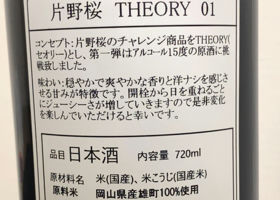 片野桜 THEORY 01
コンセプト:片野桜のチャレンジ商品をTHEORY(
セオリー)とし、第一弾はアルコール15度の原酒に挑
戦致しました。
味わい:穏やかで爽やかな香りと洋ナシを感じさ
せる甘みが特徴です。開栓から日を重ねるごと
にジューシーさが増していきますので是非変化
を楽しんでいただけると幸いです。
品目 日本酒 内容量 720ml
原材料名 米(国産)、米こうじ(国産米)
原料米 岡山県産雄町100%使用